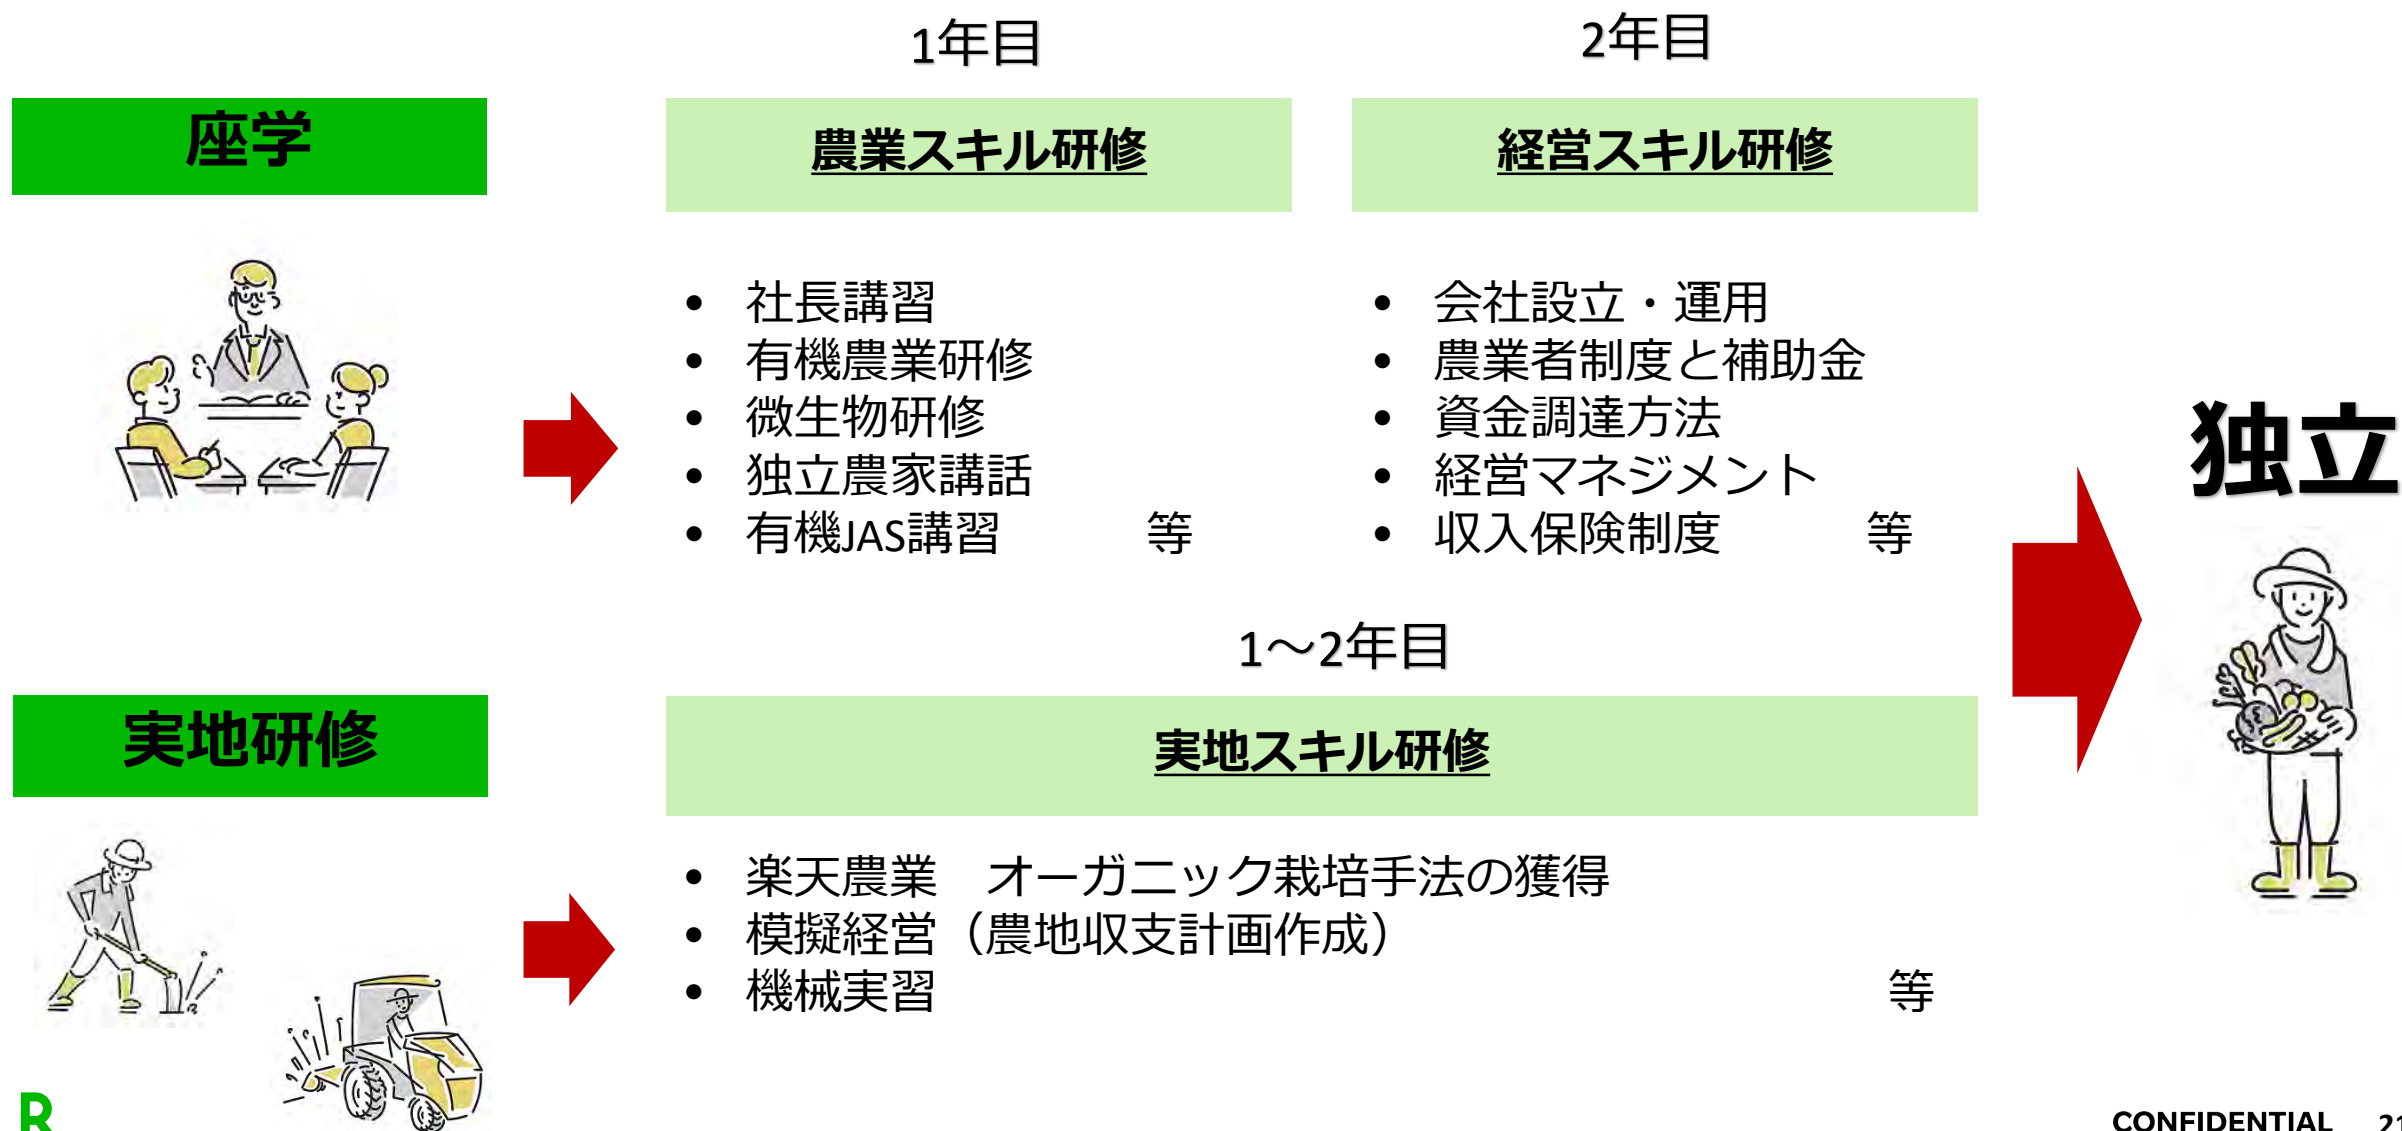 1年目
2年目
座学
農業スキル研修
経営スキル研修
• 社長講習
• 有機農業研修
• 微生物研修
• 独立農家講話
• 有機JAS講習 等
• 会社設立・運用
• 農業者制度と補助金
• 資金調達方法
• 経営マネジメント
• 収入保険制度 等
独立
1～2年目
実地研修
実地スキル研修
• 楽天農業　オーガニック栽培手法の獲得
• 模擬経営（農地収支計画作成）
• 機械実習 等
R
CONFIDENTIAL 21